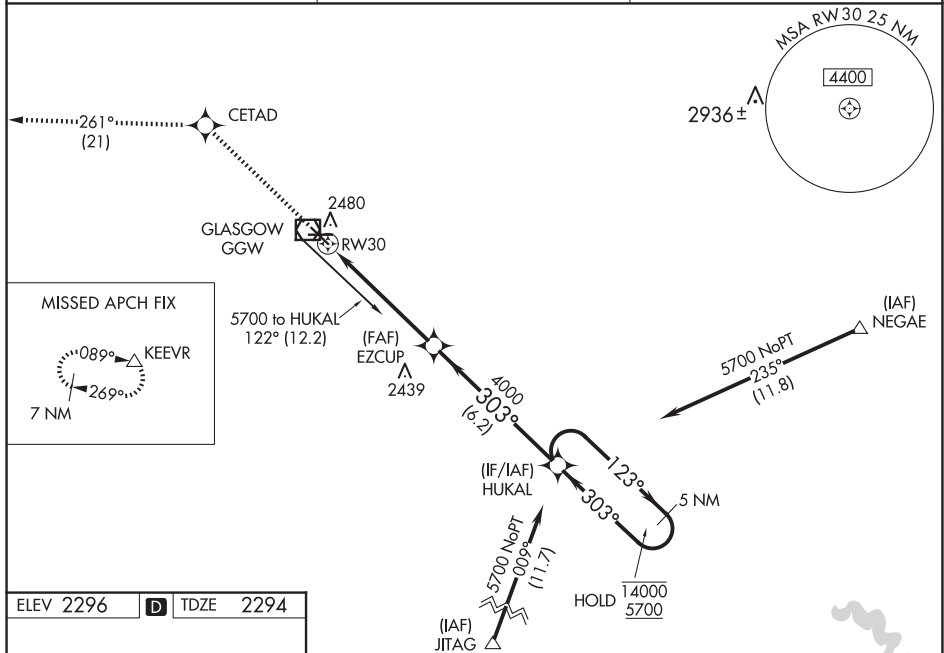 MSA RW30 25 NM
4400
2936±
261°
(21)
CETAD
2480
GLASGOW
GGW
RW30
MISSED APCH FIX
089°
KEEVR
269°
7 NM
5700 to HUKAL
122° (12.2)
(FAF)
EZCUP
2439
4000
303°
(6.2)
(IAF)
NEGAE
5700 NoPT
235°
(11.8)
(IF/IAF)
HUKAL
123°
303°
5 NM
HOLD
14000
5700
5700 NoPT
009°
(11.7)
(IAF)
JITAG
ELEV 2296
D
TDZE 2294